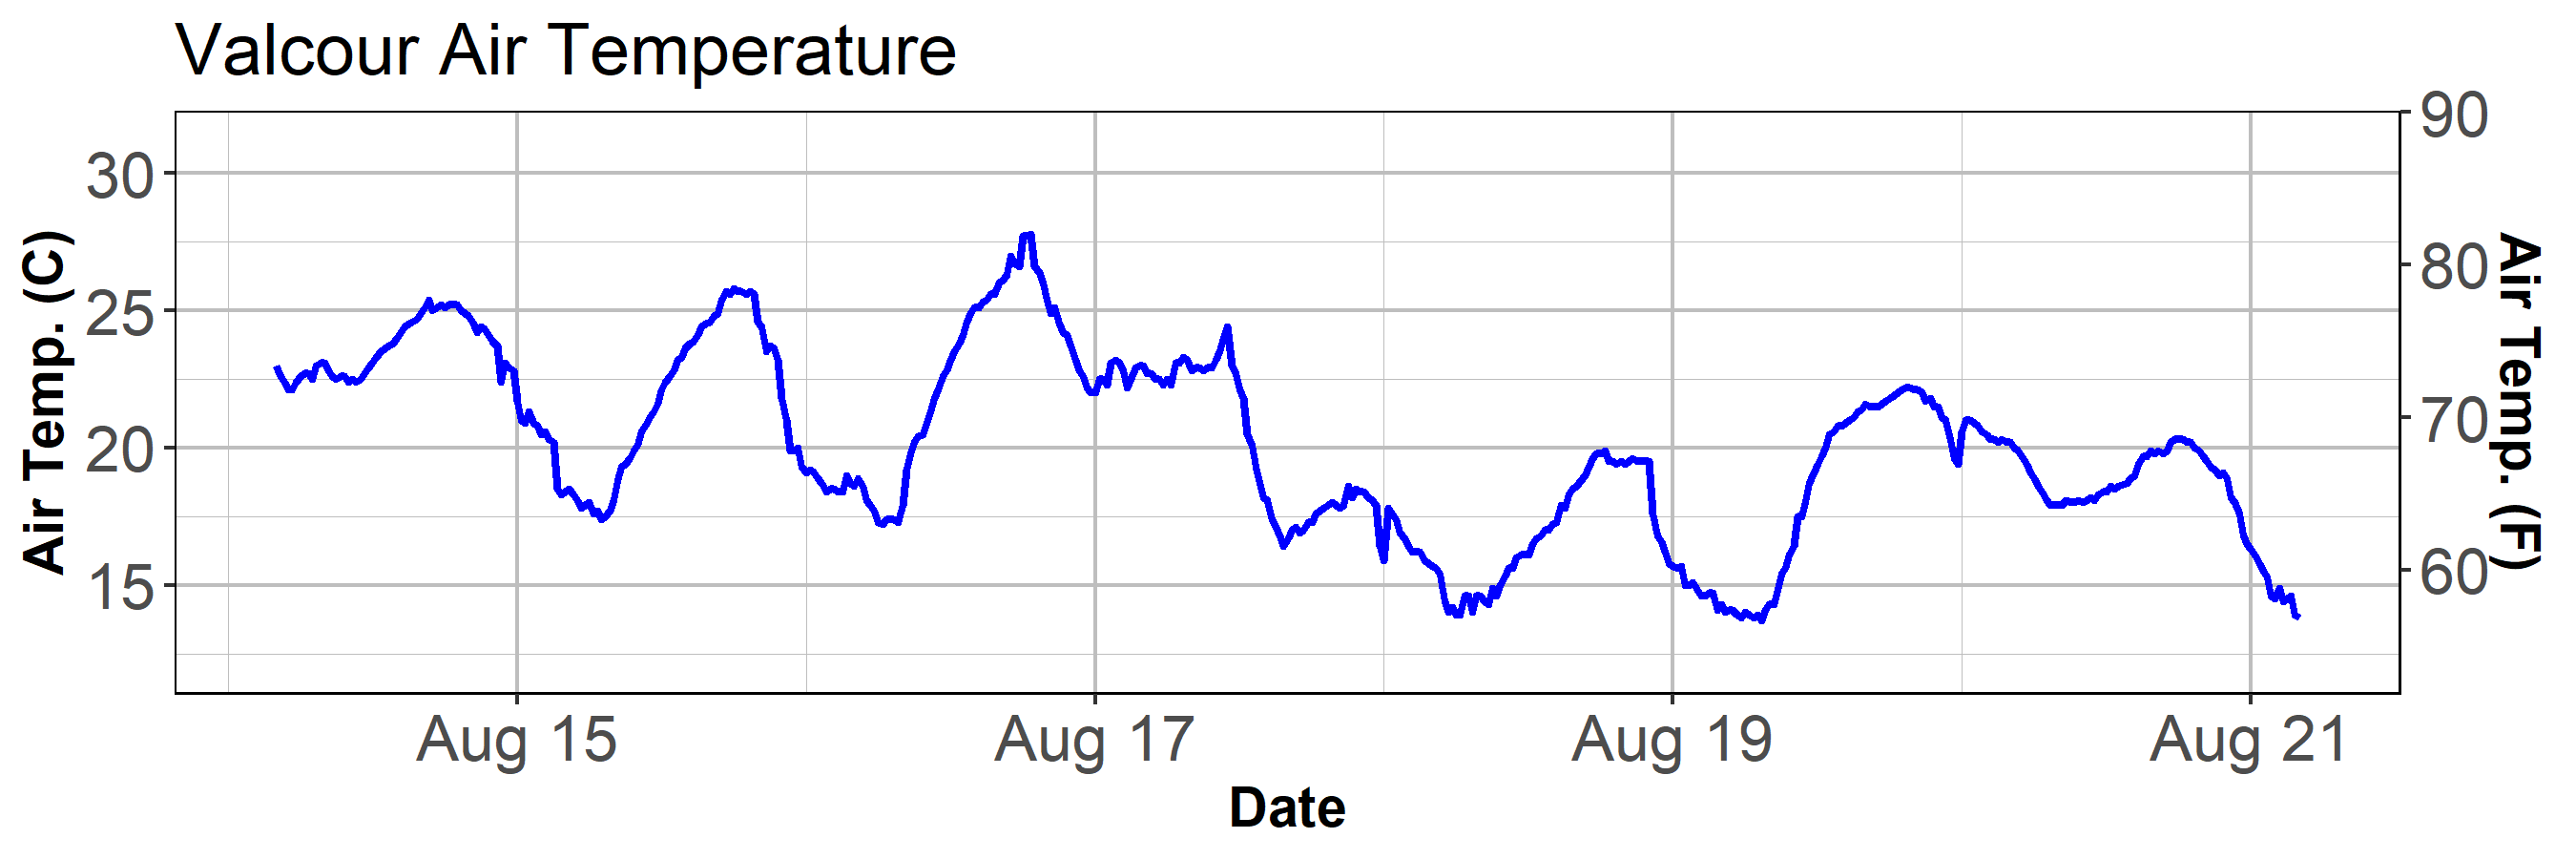 Valcour Air Temperature
Air Temp. (C)
30
25
20
15
90
80
70
60
Air Temp. (F)
Aug 15
Aug 17
Aug 19
Aug 21
Date